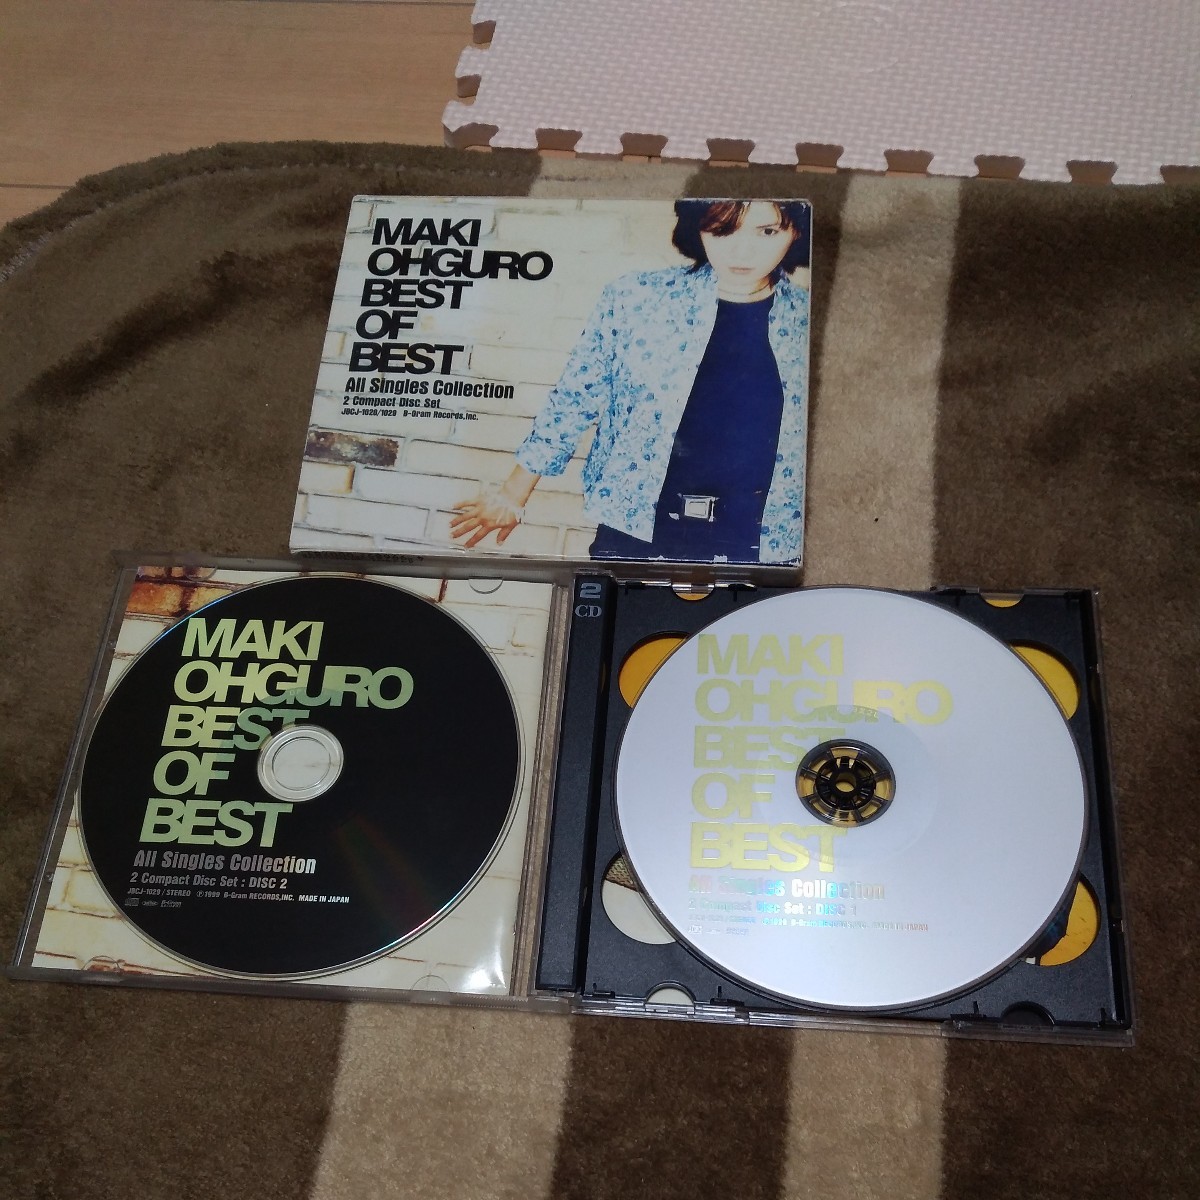 MAKI
OHGURO
BEST
OF
BEST
All Singles Collection
2 Compact Disc Set
JBCJ-1028/1029 B-Gram Records,Inc.
2
CD
MAKI
OHGURO
BEST
OF
BEST
All Singles Collection
2 Compact Disc Set : DISC 2
JBCJ-1029 / STEREO ℗1999 B-Gram RECORDS,INC. MADE IN JAPAN
MAKI
OHGURO
BEST
OF
BEST
All Singles Collection
2 Compact Disc Set : DISC 1